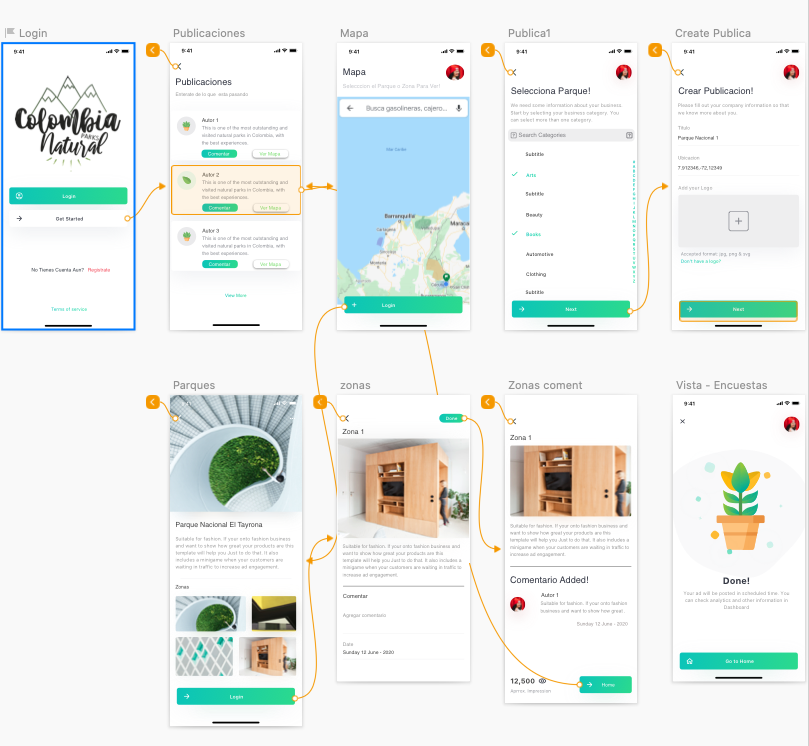 Login
9:41
Colombia
PARKS
Natural
Login
Get Started
No Tienes Cuenta Aun? Registrate
Terms of service
Publicaciones
9:41
Publicaciones
Enterate de lo que esta pasando
Autor 1
This is one of the most outstanding and
visited natural parks in Colombia, with
the best experiences.
Comentar
Ver Mapa
Autor 2
This is one of the most outstanding and
visited natural parks in Colombia, with
the best experiences.
Comentar
Ver Mapa
Autor 3
This is one of the most outstanding and
visited natural parks in Colombia, with
the best experiences.
Comentar
Ver Mapa
View More
Mapa
9:41
Mapa
Seleccion el Parque o Zona Para Ver!
Busca gasolineras, cajero...
Mar Caribe
Barranquilla
Cartagena
Maraca
Montería
Login
Publica1
9:41
Selecciona Parque!
We need some information about your business.
Start by selecting your business category. You
can select more than one category.
Search Categories
Subtitle
Arts
Subtitle
Beauty
Books
Automotive
Clothing
Subtitle
Next
Create Publica
9:41
Crear Publicacion!
Please fill out your company information so that
we know more about you.
Titulo
Parque Nacional 1
Ubicacion
7.912345,-72.12349
Add your Logo
Accepted format: jpg, png & svg
Don't have a logo?
Next
Parques
Parque Nacional El Tayrona
Suitable for fashion. If your onto fashion business
and want to show how great your products are this
template will help you Just to do that. It also
includes a minigame when your customers are
waiting in traffic to increase ad engagement.
Zonas
Login
zonas
Done
Zona 1
Suitable for fashion. If your onto fashion business and
want to show how great your products are this
template will help you Just to do that. It also includes a
minigame when your customers are waiting in traffic to
increase ad engagement.
Comentar
Agregar comentario
Date
Sunday 12 June - 2020
Zonas coment
Zona 1
Suitable for fashion. If your onto fashion business and
want to show how great your products are this
template will help you Just to do that. It also includes a
minigame when your customers are waiting in traffic to
increase ad engagement.
Comentario Added!
Autor 1
Suitable for fashion. If your onto fashion
business and want to show how great .
Sunday 12 June - 2020
12,500
Aprrox. Impression
Home
Vista - Encuestas
9:41
Done!
Your ad will be posted in scheduled time. You
can check analytics and other information in
Dashboard
Go to Home